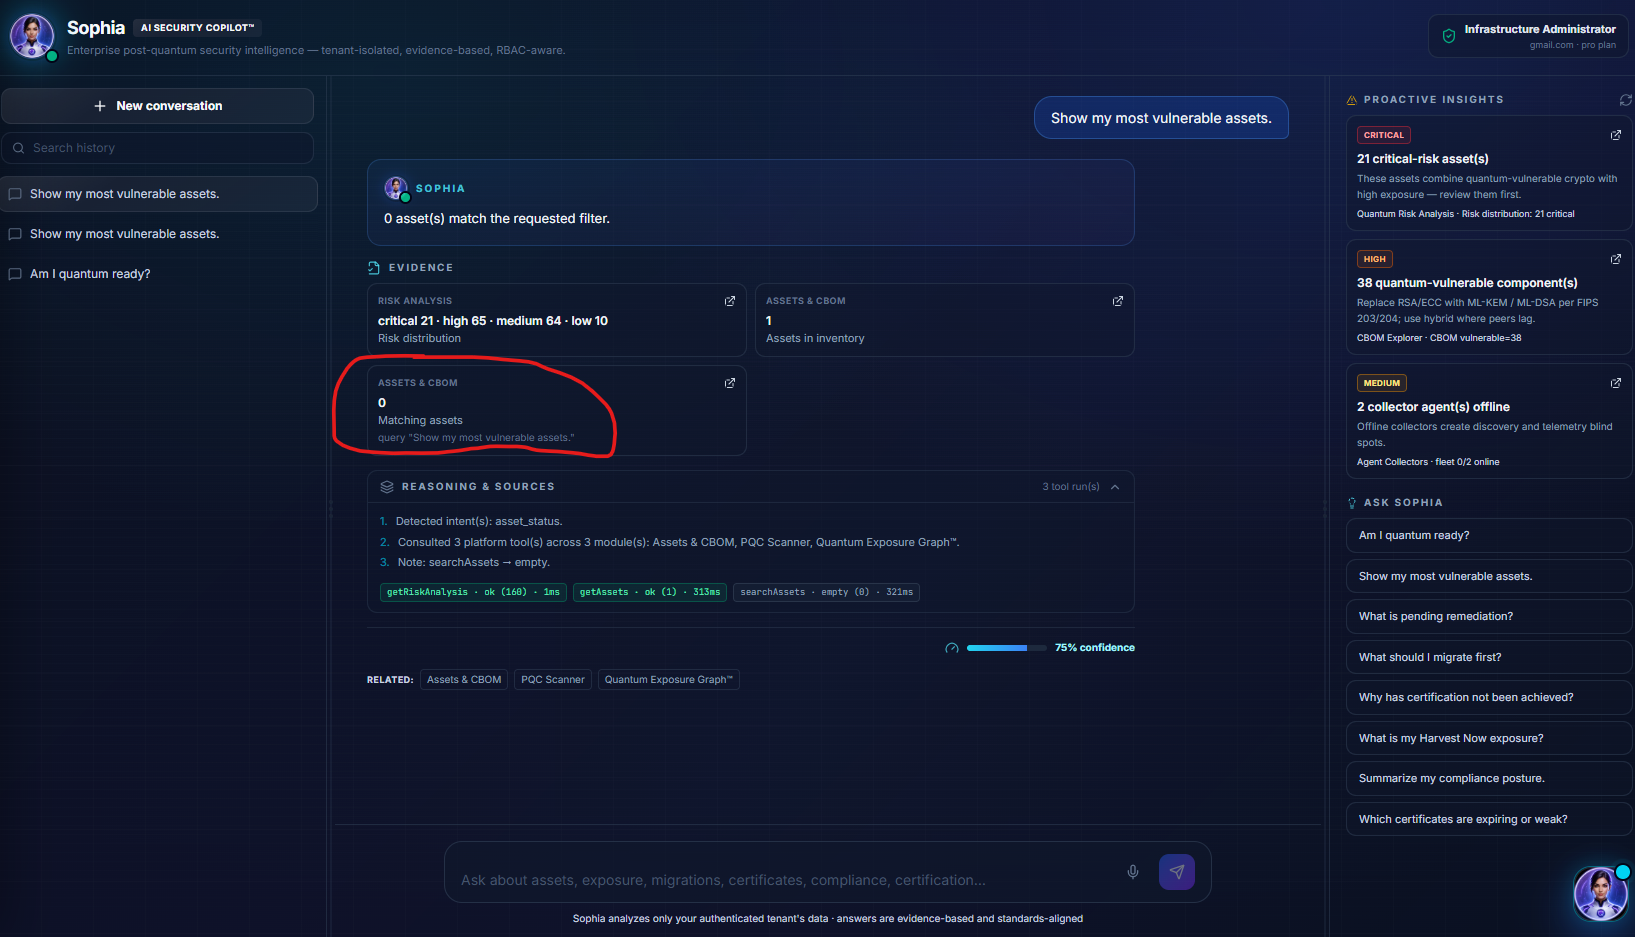 Sophia
AI SECURITY COPILOT™
Enterprise post-quantum security intelligence — tenant-isolated, evidence-based, RBAC-aware.
Infrastructure Administrator
gmail.com · pro plan
+ New conversation
Search history
Show my most vulnerable assets.
Show my most vulnerable assets.
Am I quantum ready?
Show my most vulnerable assets.
SOPHIA
0 asset(s) match the requested filter.
EVIDENCE
RISK ANALYSIS
critical 21 · high 65 · medium 64 · low 10
Risk distribution
ASSETS & CBOM
1
Assets in inventory
ASSETS & CBOM
0
Matching assets
query "Show my most vulnerable assets."
REASONING & SOURCES
3 tool run(s)
1. Detected intent(s): asset_status.
2. Consulted 3 platform tool(s) across 3 module(s): Assets & CBOM, PQC Scanner, Quantum Exposure Graph™.
3. Note: searchAssets → empty.
getRiskAnalysis · ok (160) · 1ms
getAssets · ok (1) · 313ms
searchAssets · empty (0) · 321ms
75% confidence
RELATED:
Assets & CBOM
PQC Scanner
Quantum Exposure Graph™
Ask about assets, exposure, migrations, certificates, compliance, certification...
Sophia analyzes only your authenticated tenant's data · answers are evidence-based and standards-aligned
PROACTIVE INSIGHTS
CRITICAL
21 critical-risk asset(s)
These assets combine quantum-vulnerable crypto with
high exposure — review them first.
Quantum Risk Analysis · Risk distribution: 21 critical
HIGH
38 quantum-vulnerable component(s)
Replace RSA/ECC with ML-KEM / ML-DSA per FIPS
203/204; use hybrid where peers lag.
CBOM Explorer · CBOM vulnerable=38
MEDIUM
2 collector agent(s) offline
Offline collectors create discovery and telemetry blind
spots.
Agent Collectors · fleet 0/2 online
ASK SOPHIA
Am I quantum ready?
Show my most vulnerable assets.
What is pending remediation?
What should I migrate first?
Why has certification not been achieved?
What is my Harvest Now exposure?
Summarize my compliance posture.
Which certificates are expiring or weak?